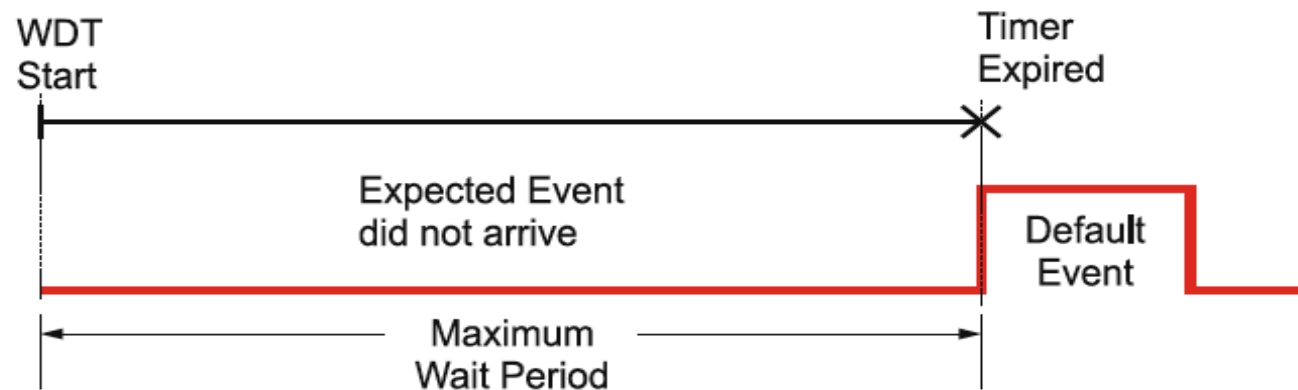 WDT
Start
Timer
Expired
Expected Event
did not arrive
Default
Event
Maximum
Wait Period